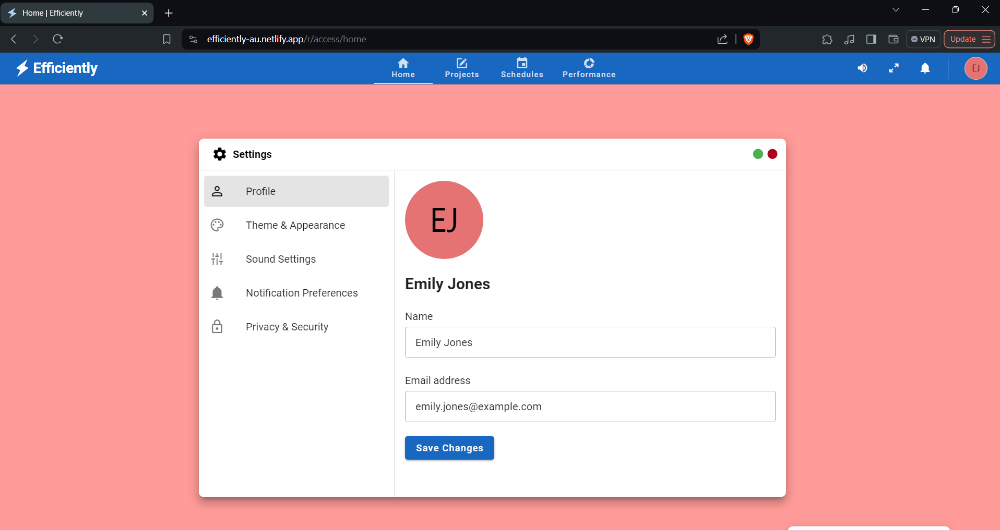 Home | Efficiently
efficiently-au.netlify.app/r/access/home
VPN
Update
Efficiently
Home
Projects
Schedules
Performance
EJ
Settings
Profile
Theme & Appearance
Sound Settings
Notification Preferences
Privacy & Security
EJ
Emily Jones
Name
Emily Jones
Email address
emily.jones@example.com
Save Changes